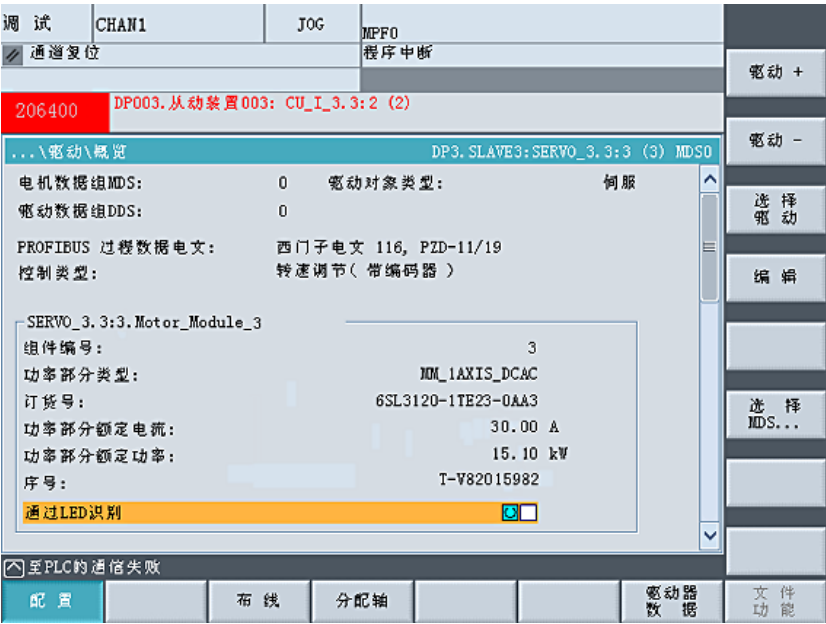 调 试 CHAN1 JOG MPF0
通道复位 程序中断
206400 DP003.从动装置003: CU_I_3.3:2 (2)
...\驱动\概览 DP3.SLAVE3:SERVO_3.3:3 (3) MDS0
电机数据组MDS: 0 驱动对象类型: 伺服
驱动数据组DDS: 0
PROFIBUS 过程数据电文: 西门子电文 116, PZD-11/19
控制类型: 转速调节( 带编码器 )
SERVO_3.3:3.Motor_Module_3
组件编号: 3
功率部分类型: MM_1AXIS_DCAC
订货号: 6SL3120-1TE23-0AA3
功率部分额定电流: 30.00 A
功率部分额定功率: 15.10 kW
序号: T-V82015982
通过LED识别
至PLC的通信失败
驱动 +
驱动 -
选 择
驱 动
编 辑
选 择
MDS...
配 置
布 线
分配轴
驱动器
数 据
文 件
功 能